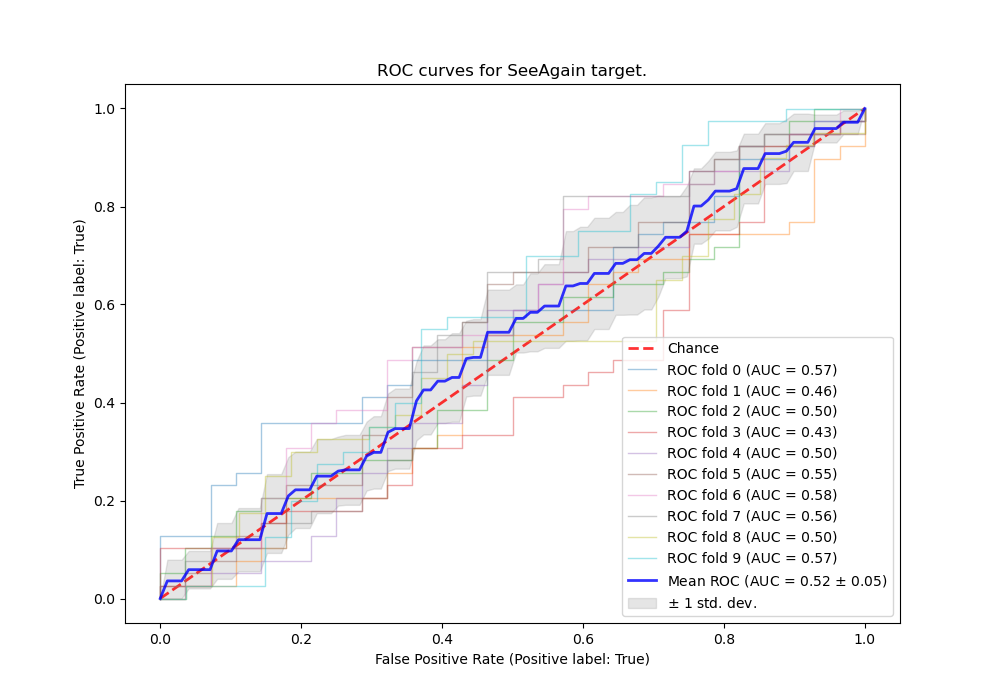 ROC curves for SeeAgain target.
True Positive Rate (Positive label: True)
1.0
0.8
0.6
0.4
0.2
0.0
0.0 0.2 0.4 0.6 0.8 1.0
False Positive Rate (Positive label: True)
Chance
ROC fold 0 (AUC = 0.57)
ROC fold 1 (AUC = 0.46)
ROC fold 2 (AUC = 0.50)
ROC fold 3 (AUC = 0.43)
ROC fold 4 (AUC = 0.50)
ROC fold 5 (AUC = 0.55)
ROC fold 6 (AUC = 0.58)
ROC fold 7 (AUC = 0.56)
ROC fold 8 (AUC = 0.50)
ROC fold 9 (AUC = 0.57)
Mean ROC (AUC = 0.52 ± 0.05)
± 1 std. dev.